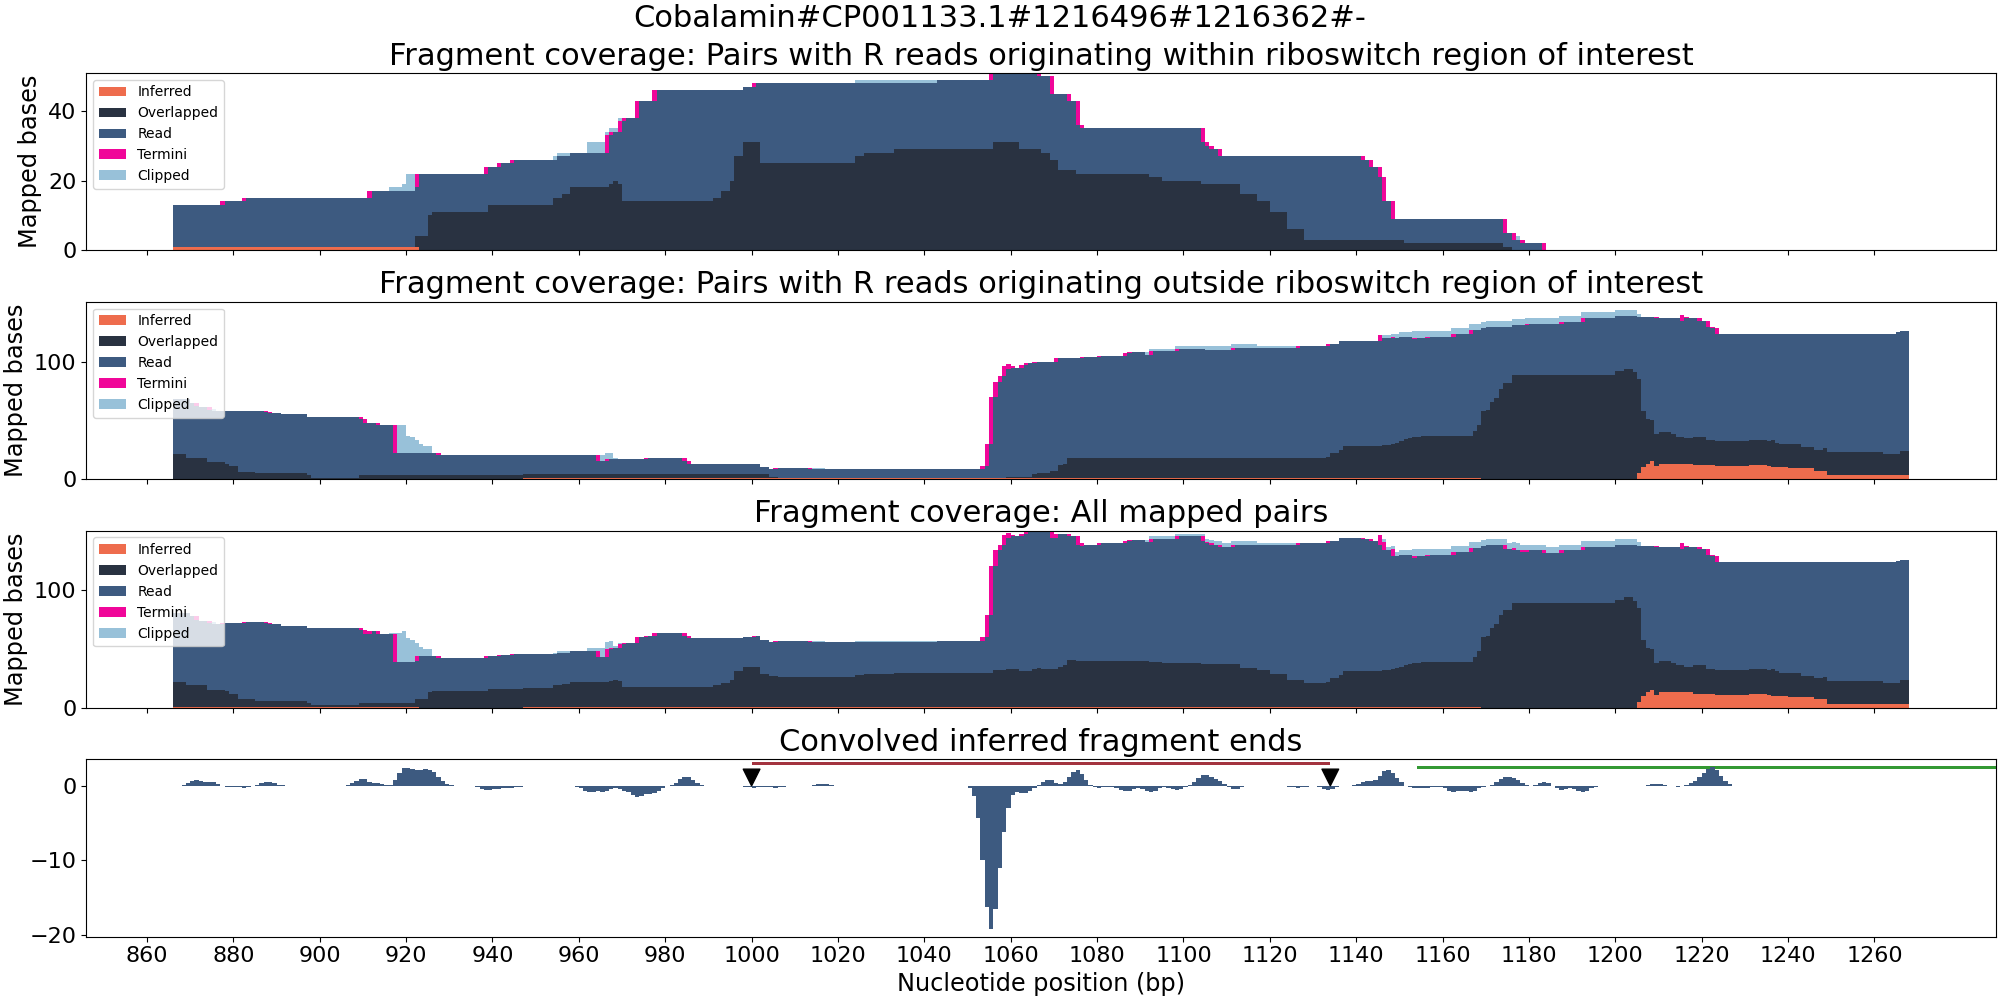 Cobalamin#CP001133.1#1216496#1216362#-
Fragment coverage: Pairs with R reads originating within riboswitch region of interest
Mapped bases
40
20
0
Inferred
Overlapped
Read
Termini
Clipped
Fragment coverage: Pairs with R reads originating outside riboswitch region of interest
Mapped bases
100
0
Inferred
Overlapped
Read
Termini
Clipped
Fragment coverage: All mapped pairs
Mapped bases
100
0
Inferred
Overlapped
Read
Termini
Clipped
Convolved inferred fragment ends
0
−10
−20
860 880 900 920 940 960 980 1000 1020 1040 1060 1080 1100 1120 1140 1160 1180 1200 1220 1240 1260
Nucleotide position (bp)